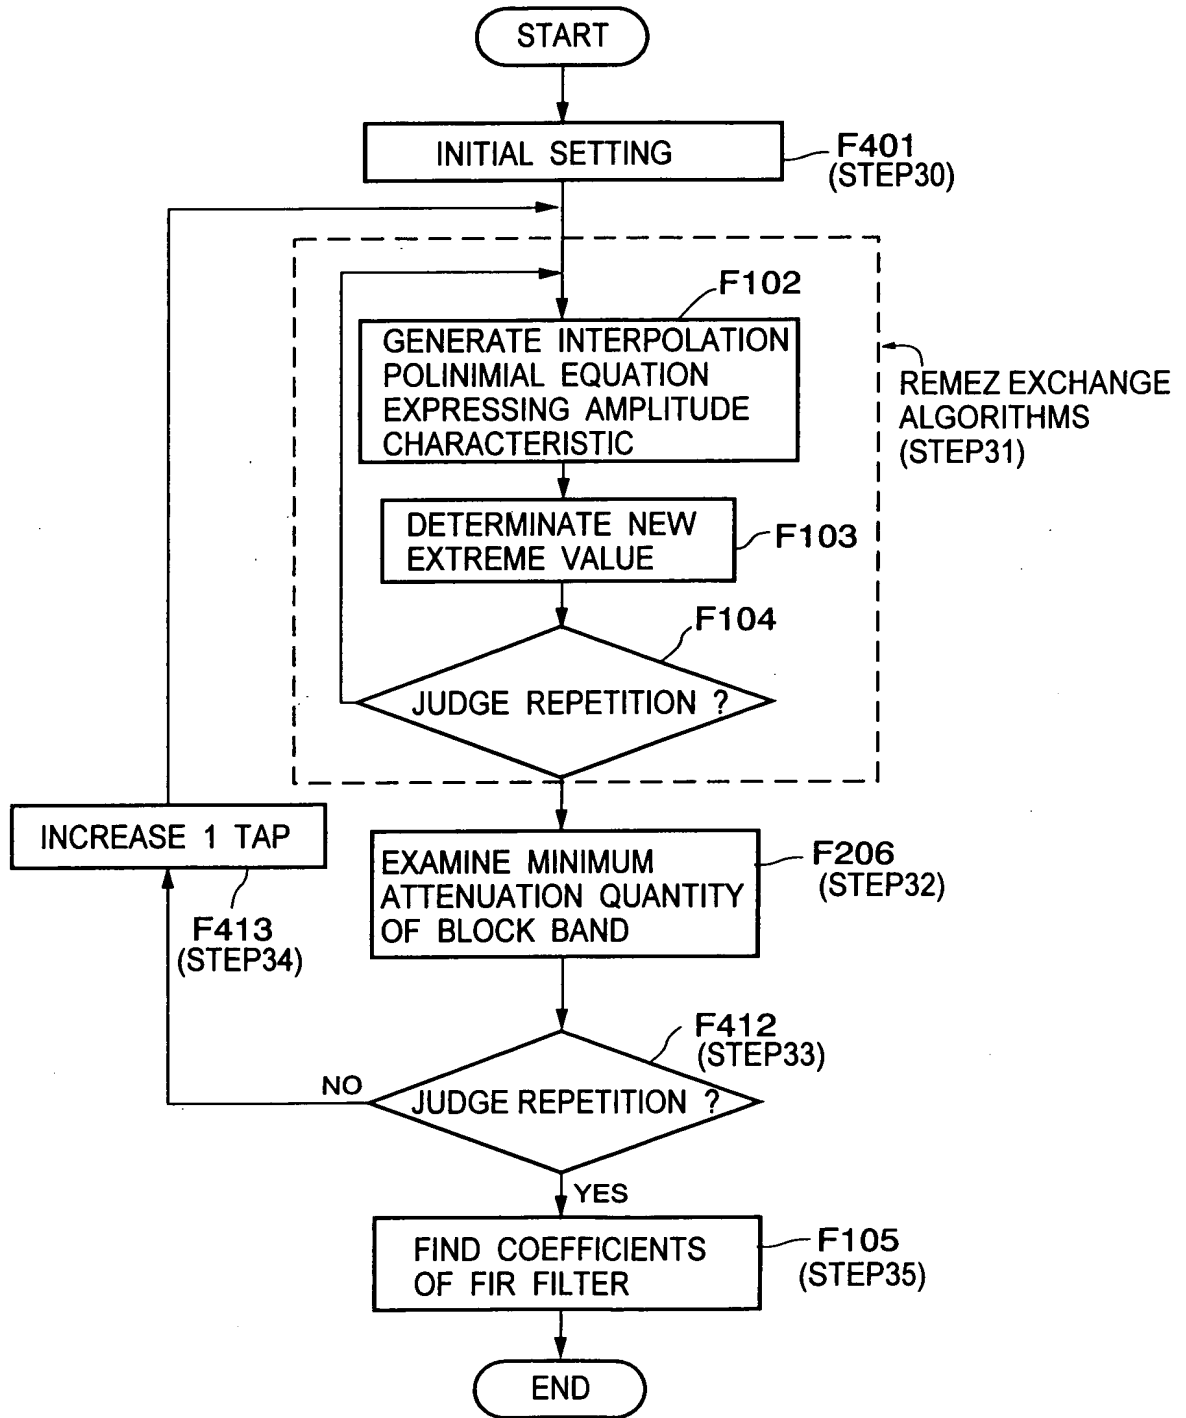 START
INITIAL SETTING
F401
(STEP30)
F102
GENERATE INTERPOLATION
POLINIMIAL EQUATION
EXPRESSING AMPLITUDE
CHARACTERISTIC
REMEZ EXCHANGE
ALGORITHMS
(STEP31)
DETERMINATE NEW
EXTREME VALUE
F103
F104
JUDGE REPETITION ?
INCREASE 1 TAP
F413
(STEP34)
EXAMINE MINIMUM
ATTENUATION QUANTITY
OF BLOCK BAND
F206
(STEP32)
F412
(STEP33)
NO
JUDGE REPETITION ?
YES
FIND COEFFICIENTS
OF FIR FILTER
F105
(STEP35)
END